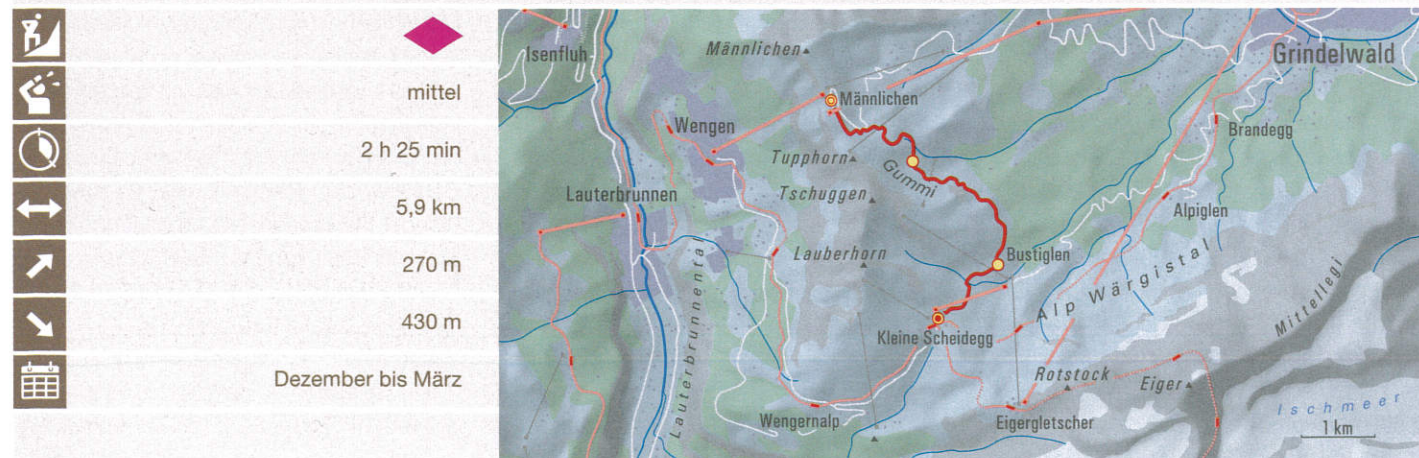 mittel
2 h 25 min
5,9 km
270 m
430 m
Dezember bis März
Isenfluh
Männlichen
Grindelwald
Männlichen
Wengen
Brandegg
Tupphorn
Gummi
Lauterbrunnen
Tschuggen
Alpiglen
Lauberhorn
Bustiglen
Lauterbrunnental
Alp Wärgistal
Mittellegi
Kleine Scheidegg
Rotstock
Eiger
Wengernalp
Eigergletscher
Ischmeer
1 km